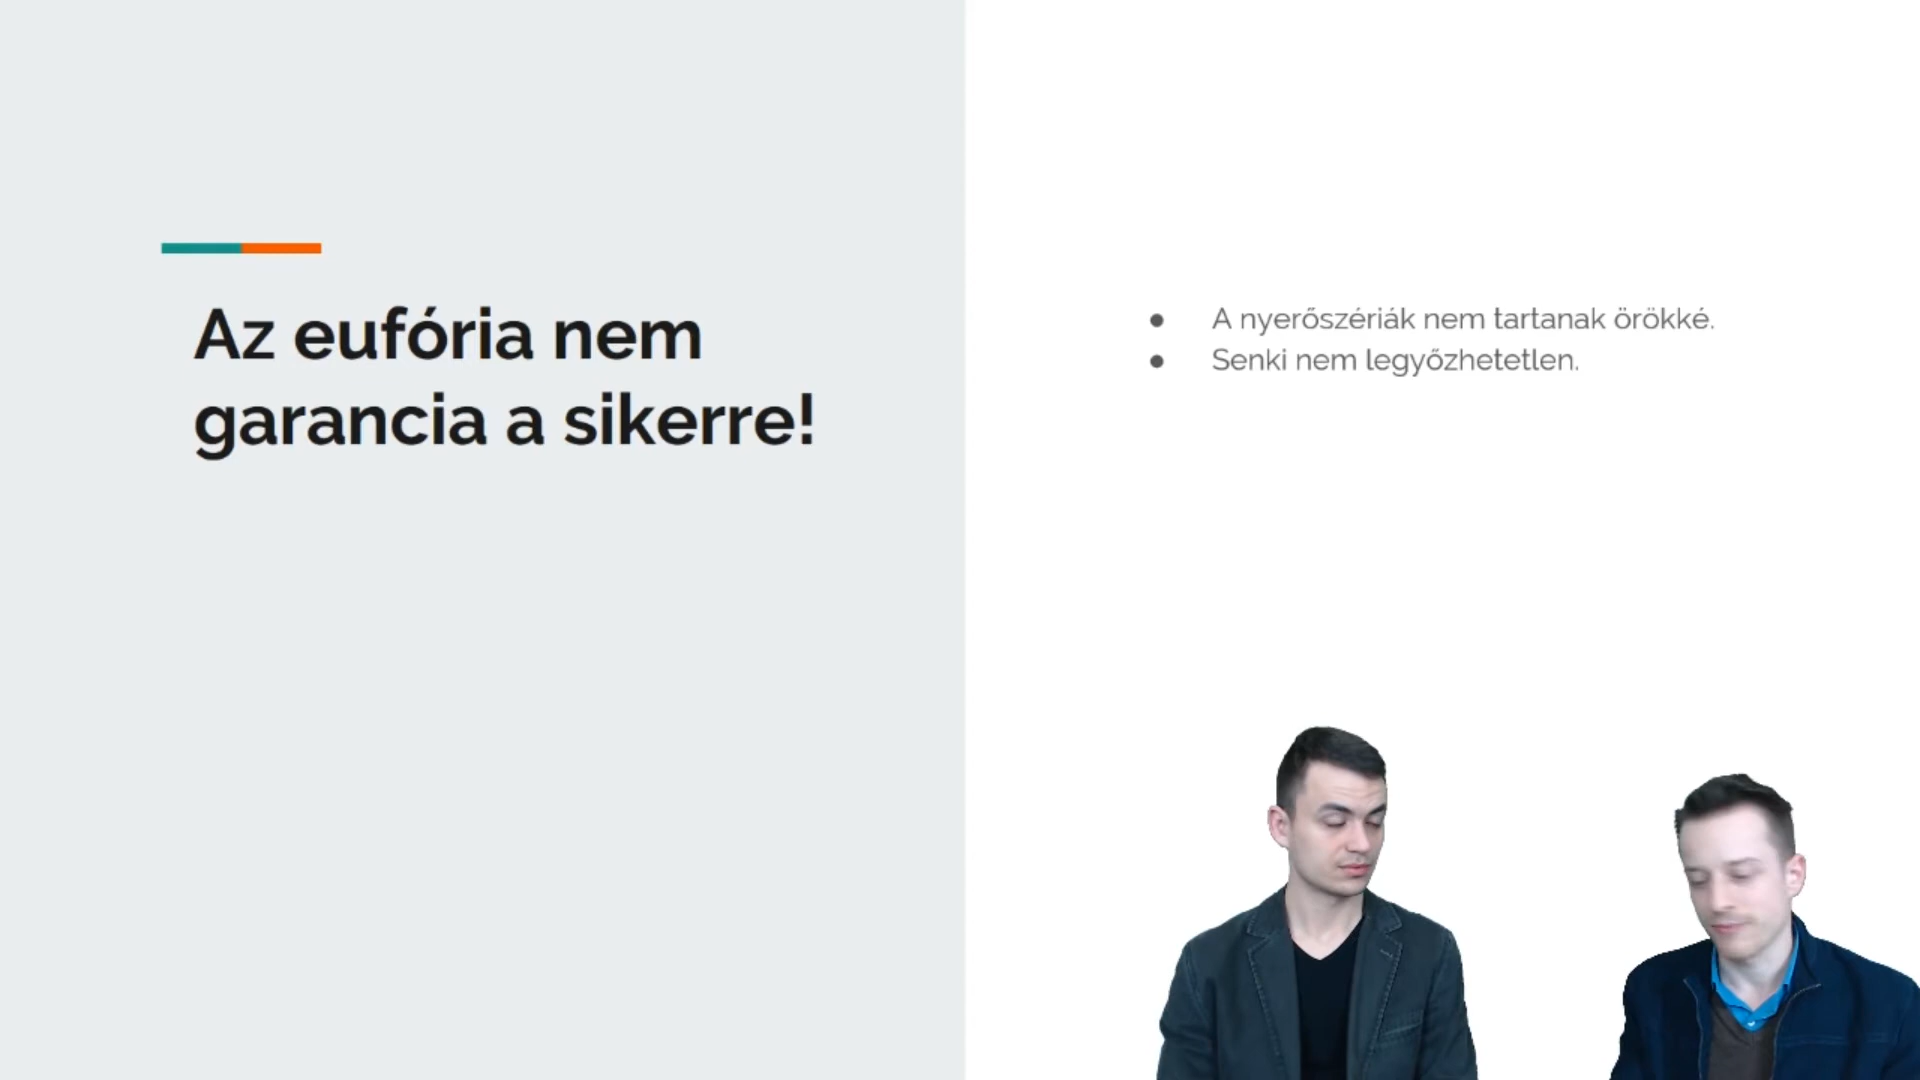 Az eufória nem
garancia a sikerre!
● A nyerőszériák nem tartanak örökké.
● Senki nem legyőzhetetlen.